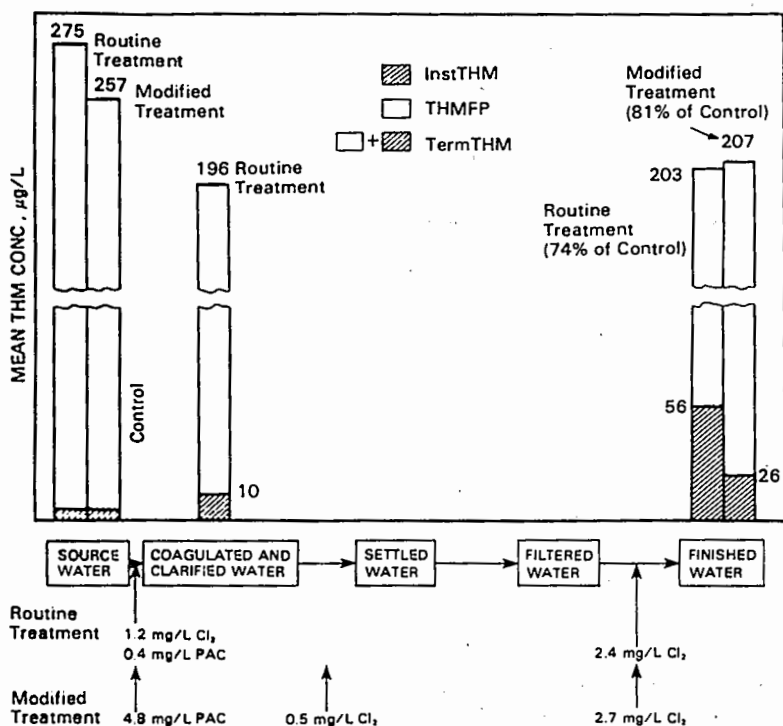 MEAN THM CONC, µg/L
275
Routine
Treatment
257
Modified
Treatment
Control
196
Routine
Treatment
10
InstTHM
THMFP
+
TermTHM
Modified
Treatment
(81% of Control)
207
203
Routine
Treatment
(74% of Control)
56
26
SOURCE
WATER
COAGULATED AND
CLARIFIED WATER
SETTLED
WATER
FILTERED
WATER
FINISHED
WATER
Routine
Treatment
1.2 mg/L Cl₂
0.4 mg/L PAC
2.4 mg/L Cl₂
Modified
Treatment
4.8 mg/L PAC
0.5 mg/L Cl₂
2.7 mg/L Cl₂